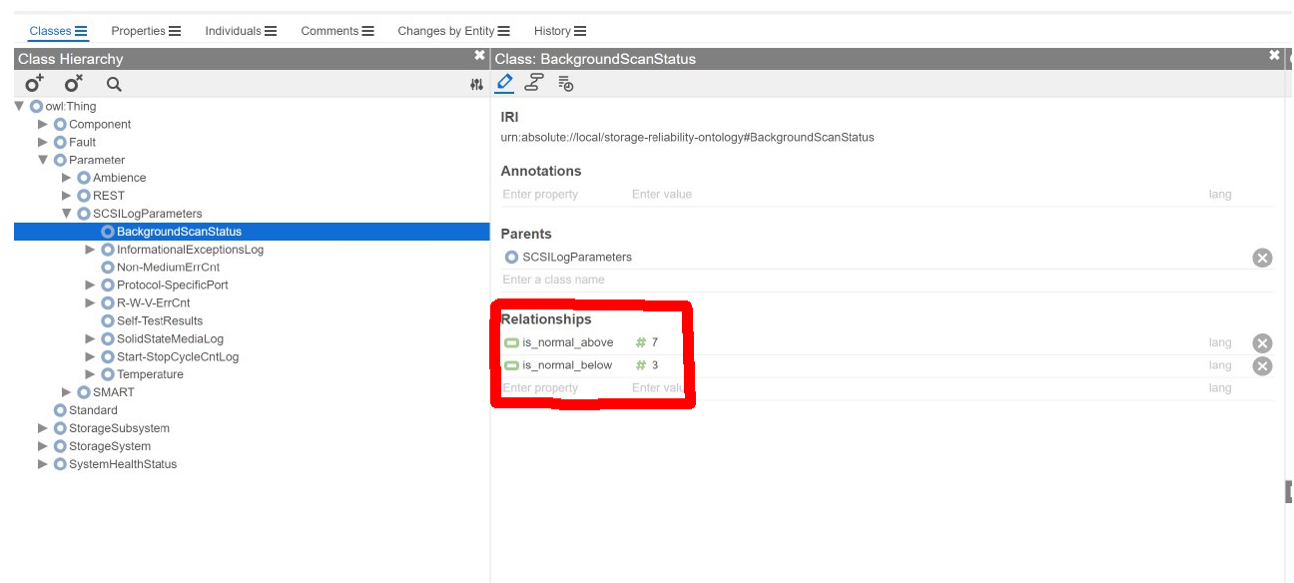 Classes Properties Individuals Comments Changes by Entity History
Class Hierarchy
owl:Thing
Component
Fault
Parameter
Ambience
REST
SCSILogParameters
BackgroundScanStatus
InformationalExceptionsLog
Non-MediumErrCnt
Protocol-SpecificPort
R-W-V-ErrCnt
Self-TestResults
SolidStateMediaLog
Start-StopCycleCntLog
Temperature
SMART
Standard
StorageSubsystem
StorageSystem
SystemHealthStatus
Class: BackgroundScanStatus
IRI
urn:absolute://local/storage-reliability-ontology#BackgroundScanStatus
Annotations
Enter property Enter value lang
Parents
SCSILogParameters
Enter a class name
Relationships
is_normal_above # 7 lang
is_normal_below # 3 lang
Enter property Enter value lang